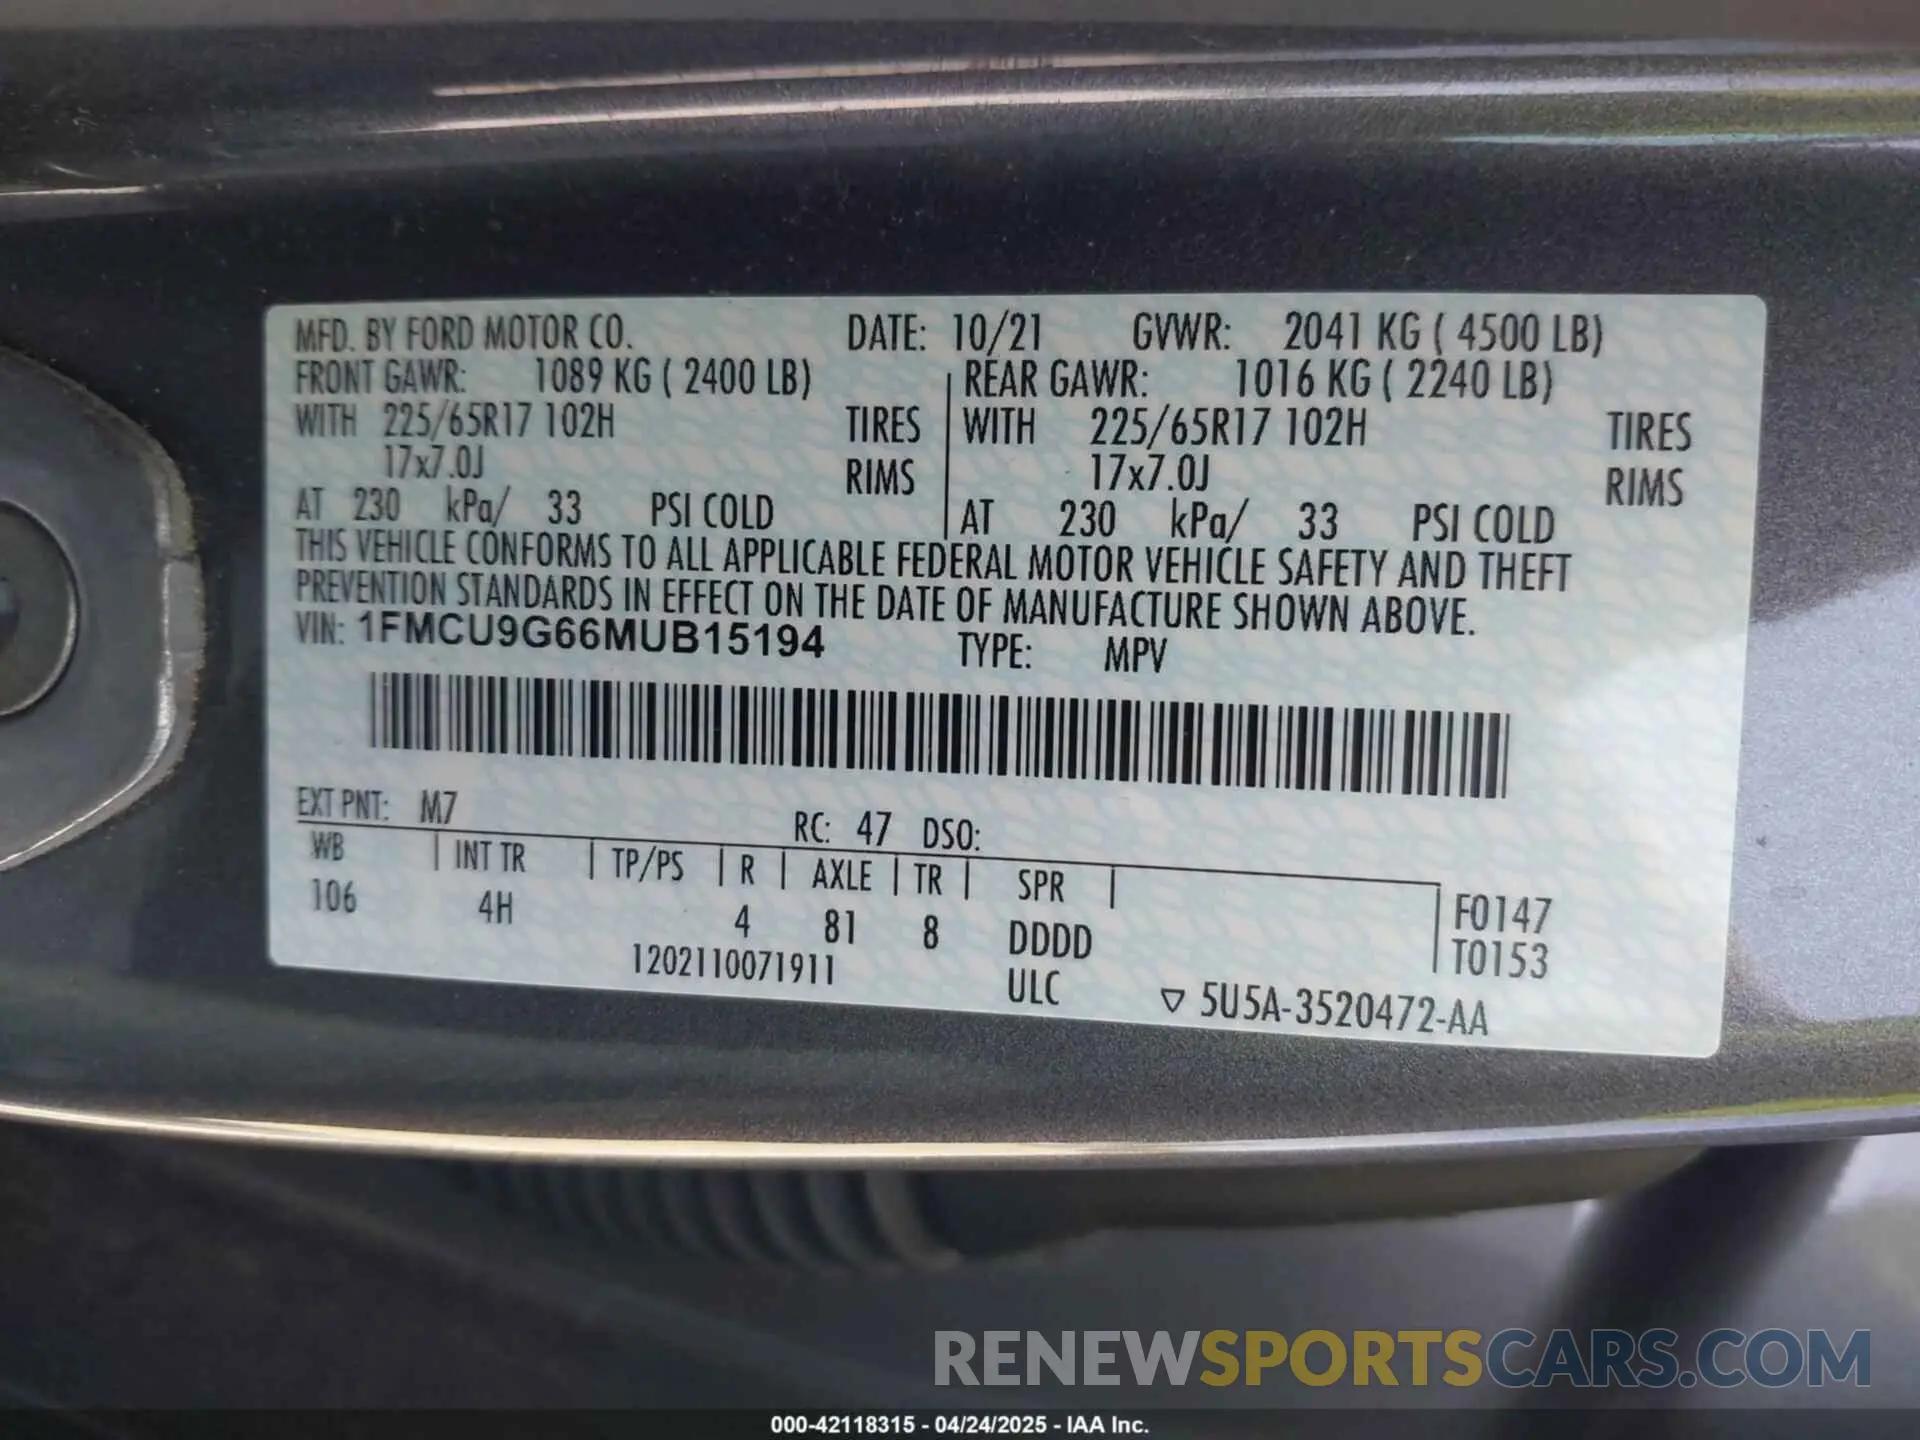 MFD. BY FORD MOTOR CO. DATE: 10/21 GVWR: 2041 KG ( 4500 LB)
FRONT GAWR: 1089 KG ( 2400 LB) REAR GAWR: 1016 KG ( 2240 LB)
WITH 225/65R17 102H TIRES WITH 225/65R17 102H TIRES
17x7.0J RIMS 17x7.0J RIMS
AT 230 kPa/ 33 PSI COLD AT 230 kPa/ 33 PSI COLD
THIS VEHICLE CONFORMS TO ALL APPLICABLE FEDERAL MOTOR VEHICLE SAFETY AND THEFT
PREVENTION STANDARDS IN EFFECT ON THE DATE OF MANUFACTURE SHOWN ABOVE.
VIN: 1FMCU9G66MUB15194 TYPE: MPV
EXT PNT: M7 RC: 47 DSO:
WB | INT TR | TP/PS | R | AXLE | TR | SPR |
106 4H 4 81 8 DDDD F0147
1202110071911 ULC T0153
▽ 5U5A-3520472-AA
RENEWSPORTSCARS.COM
000-42118315 - 04/24/2025 - IAA Inc.